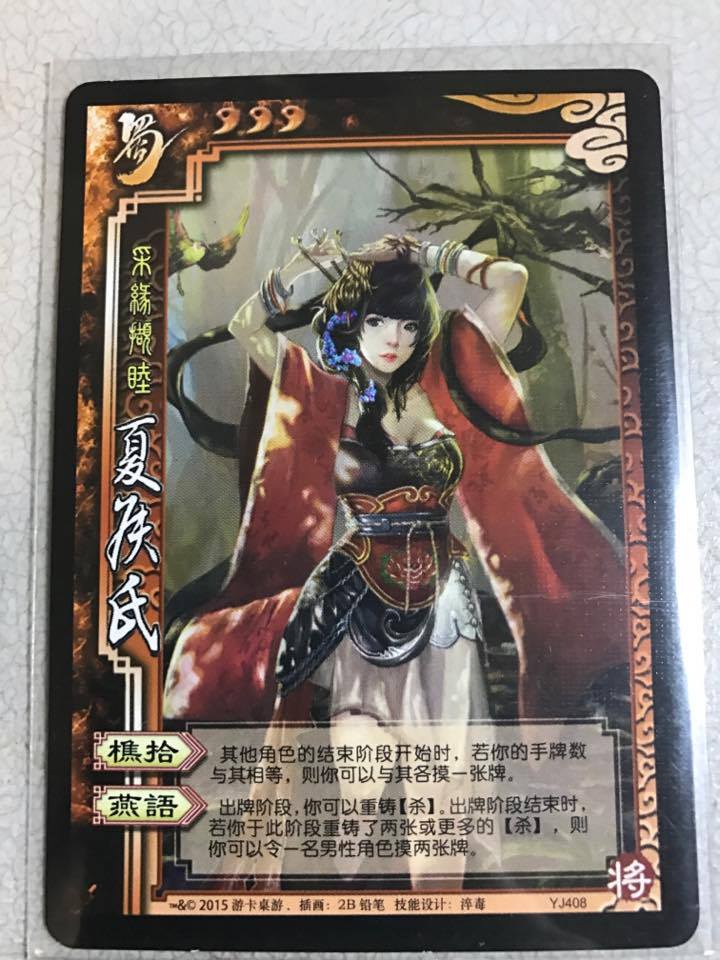 蜀
采緣擷睦
夏侯氏
樵拾
其他角色的结束阶段开始时，若你的手牌数
与其相等，则你可以与其各摸一张牌。
燕語
出牌阶段，你可以重铸【杀】。出牌阶段结束时，
若你于此阶段重铸了两张或更多的【杀】，则
你可以令一名男性角色摸两张牌。
将
™&© 2015 游卡桌游．插画：2B 铅笔 技能设计：淬毒 YJ408